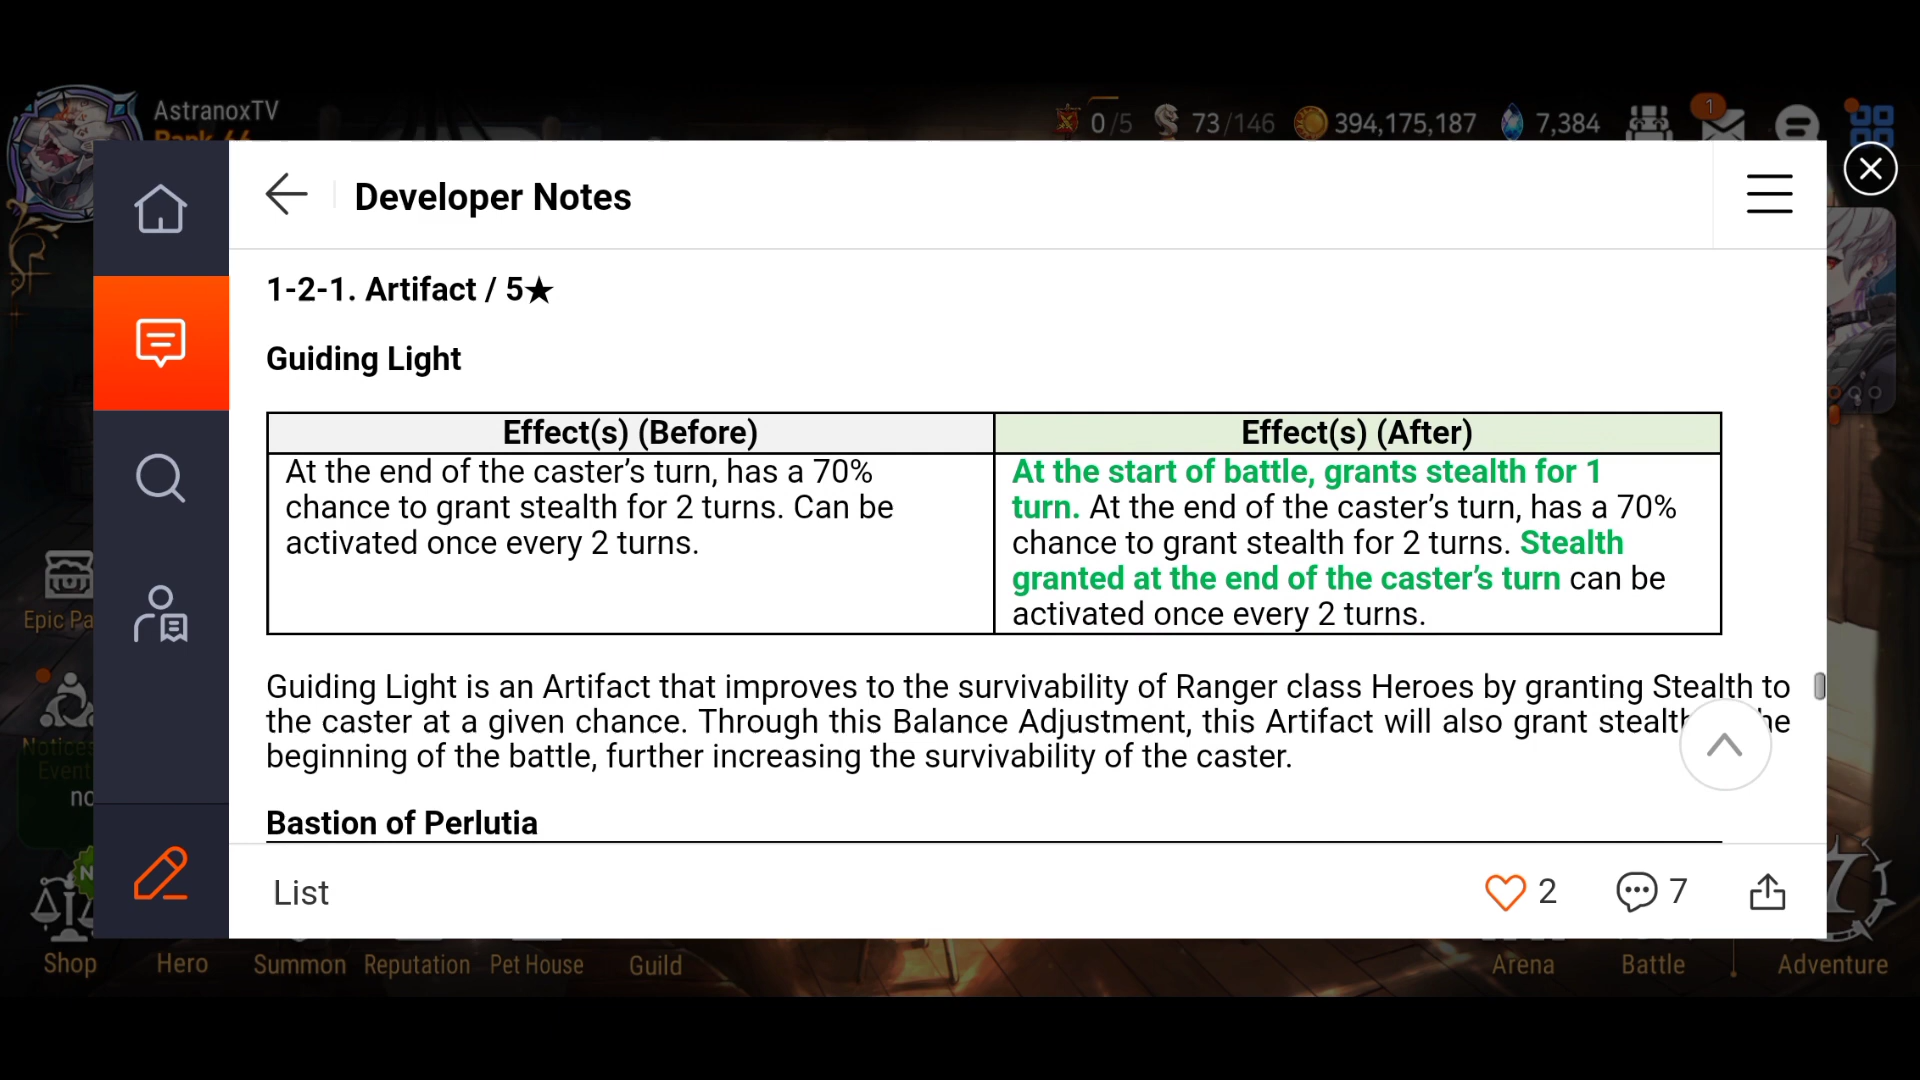 AstranoxTV
Rank 66
0/5
73/146
394,175,187
7,384
1
Developer Notes
1-2-1. Artifact / 5★
Guiding Light
Effect(s) (Before)
Effect(s) (After)
At the end of the caster’s turn, has a 70%
chance to grant stealth for 2 turns. Can be
activated once every 2 turns.
At the start of battle, grants stealth for 1
turn. At the end of the caster’s turn, has a 70%
chance to grant stealth for 2 turns. Stealth
granted at the end of the caster’s turn can be
activated once every 2 turns.
Guiding Light is an Artifact that improves to the survivability of Ranger class Heroes by granting Stealth to
the caster at a given chance. Through this Balance Adjustment, this Artifact will also grant stealth
beginning of the battle, further increasing the survivability of the caster.
Bastion of Perlutia
List
2
7
Epic Pa
Notices
Event
no
N
Shop
Hero
Summon
Reputation
Pet House
Guild
Arena
Battle
Adventure